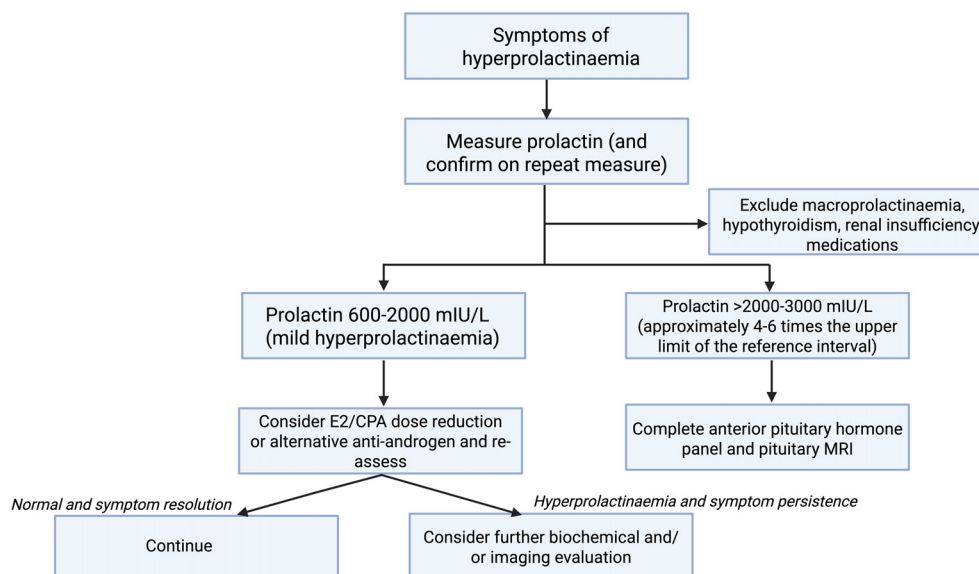 Symptoms of
hyperprolactinaemia
Measure prolactin (and
confirm on repeat measure)
Exclude macroprolactinaemia,
hypothyroidism, renal insufficiency
medications
Prolactin 600-2000 mIU/L
(mild hyperprolactinaemia)
Prolactin >2000-3000 mIU/L
(approximately 4-6 times the upper
limit of the reference interval)
Consider E2/CPA dose reduction
or alternative anti-androgen and re-
assess
Complete anterior pituitary hormone
panel and pituitary MRI
Normal and symptom resolution
Hyperprolactinaemia and symptom persistence
Continue
Consider further biochemical and/
or imaging evaluation